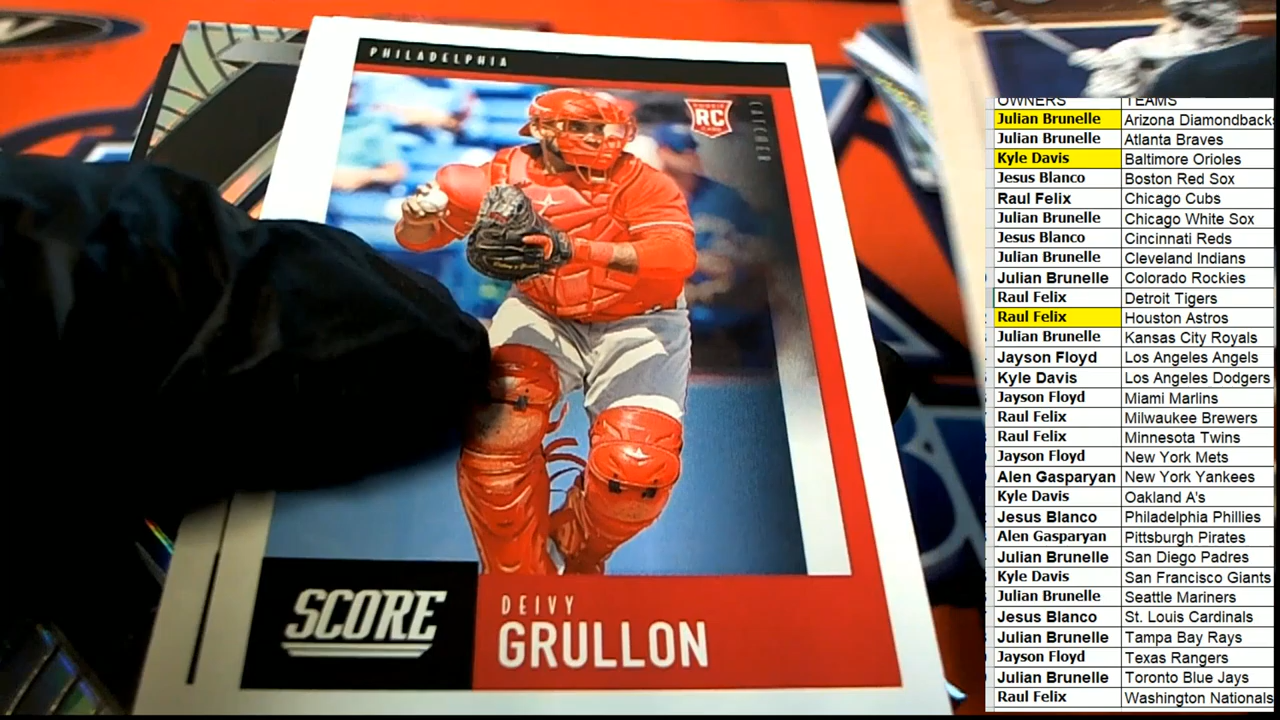 PHILADELPHIA
ROOKIE
RC
CARD
CATCHER
SCORE
DEIVY
GRULLON
OWNERS TEAMS
Julian Brunelle Arizona Diamondbacks
Julian Brunelle Atlanta Braves
Kyle Davis Baltimore Orioles
Jesus Blanco Boston Red Sox
Raul Felix Chicago Cubs
Julian Brunelle Chicago White Sox
Jesus Blanco Cincinnati Reds
Julian Brunelle Cleveland Indians
Julian Brunelle Colorado Rockies
Raul Felix Detroit Tigers
Raul Felix Houston Astros
Julian Brunelle Kansas City Royals
Jayson Floyd Los Angeles Angels
Kyle Davis Los Angeles Dodgers
Jayson Floyd Miami Marlins
Raul Felix Milwaukee Brewers
Raul Felix Minnesota Twins
Jayson Floyd New York Mets
Alen Gasparyan New York Yankees
Kyle Davis Oakland A's
Jesus Blanco Philadelphia Phillies
Alen Gasparyan Pittsburgh Pirates
Julian Brunelle San Diego Padres
Kyle Davis San Francisco Giants
Julian Brunelle Seattle Mariners
Jesus Blanco St. Louis Cardinals
Julian Brunelle Tampa Bay Rays
Jayson Floyd Texas Rangers
Julian Brunelle Toronto Blue Jays
Raul Felix Washington Nationals